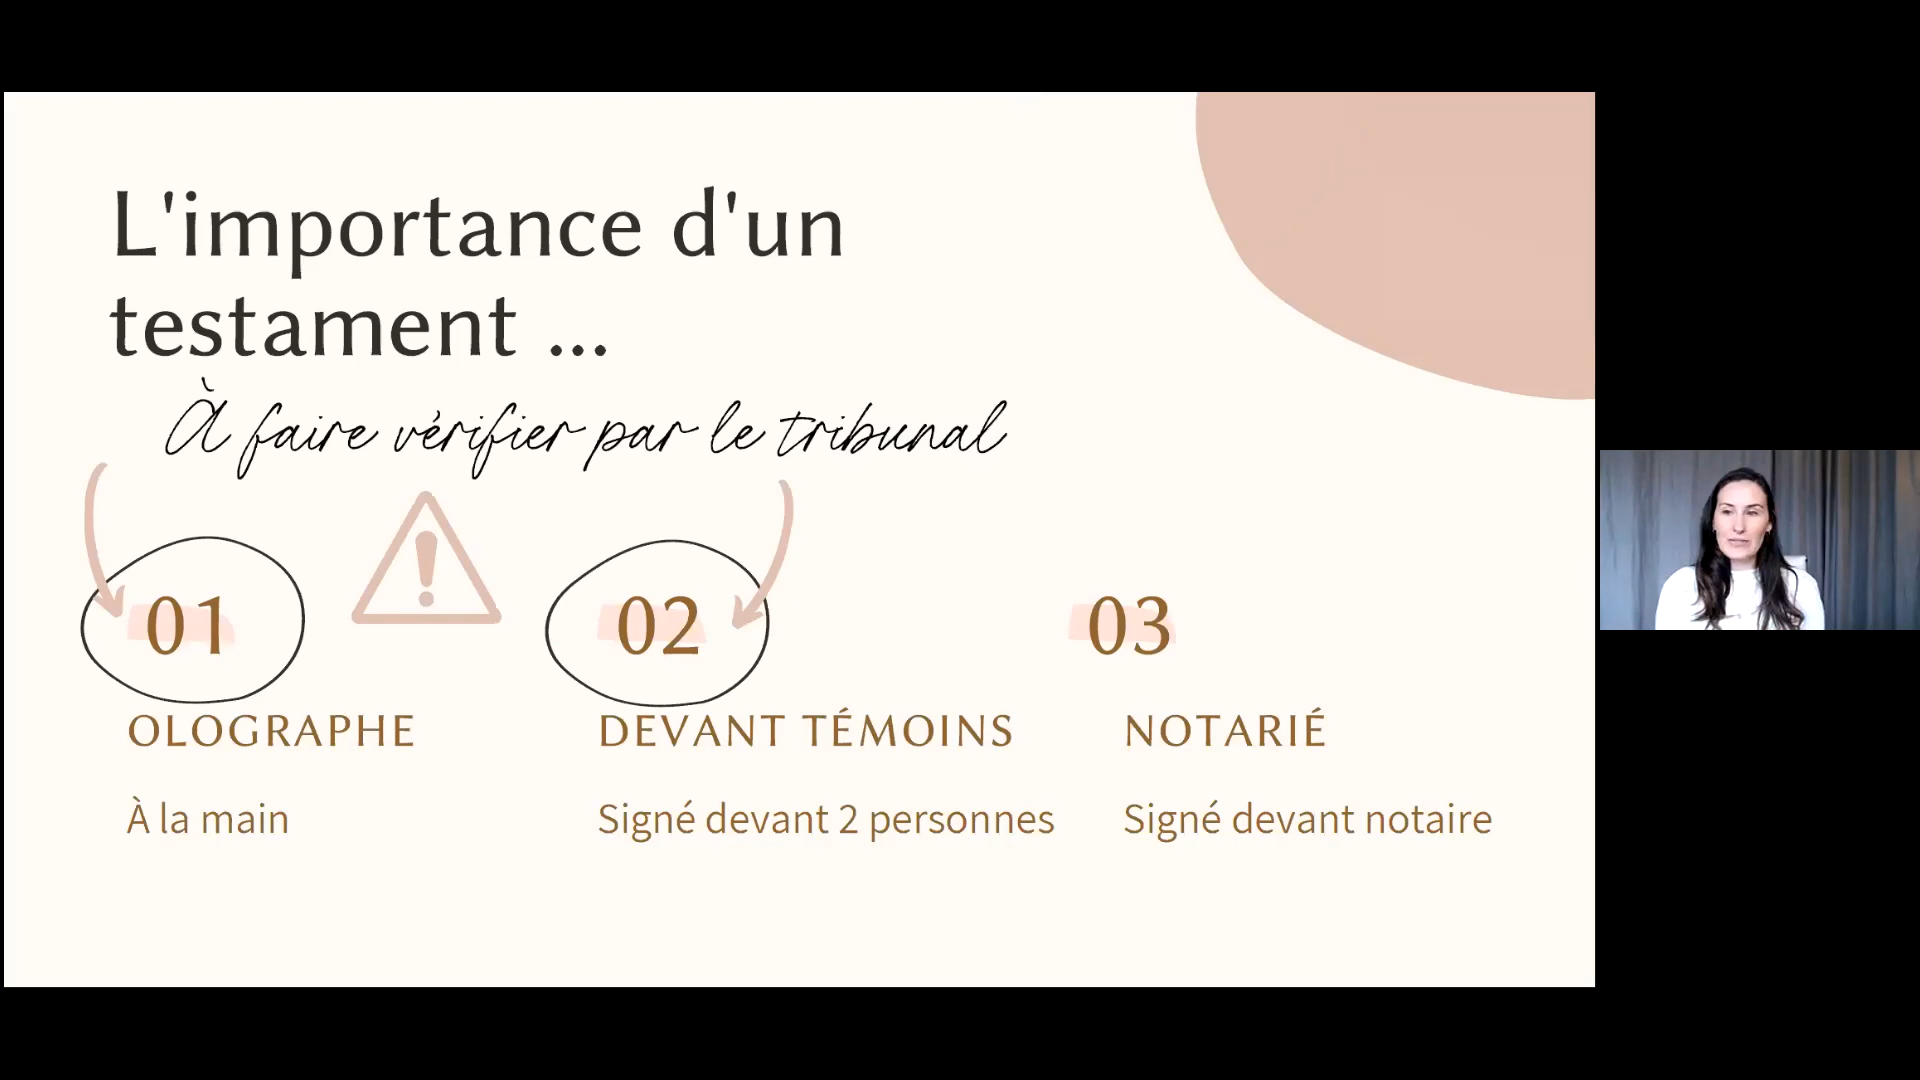 L'importance d'un
testament ...
À faire vérifier par le tribunal
01
02
03
OLOGRAPHE
DEVANT TÉMOINS
NOTARIÉ
À la main
Signé devant 2 personnes
Signé devant notaire